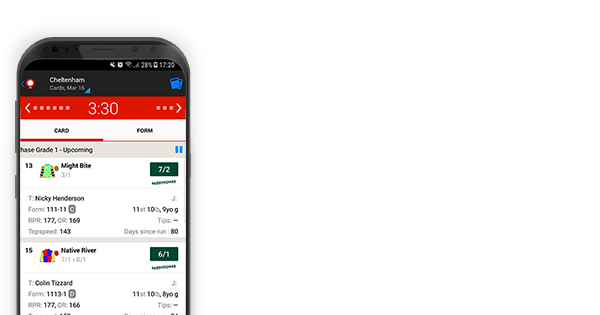 28% 17:20
Cheltenham
Cards, Mar 16
3:30
CARD FORM
hase Grade 1 - Upcoming
13 Might Bite 7/2
3/1
PADDYPOWER
T: Nicky Henderson J:
Form: 111-11 C 11st 10lb, 9yo g
RPR: 177, OR: 169 Tips: –
Topspeed: 143 Days since run : 80
15 Native River 6/1
7/1 › 8/1
PADDYPOWER
T: Colin Tizzard J:
Form: 1113-1 D 11st 10lb, 8yo g
RPR: 177, OR: 166 Tips: –